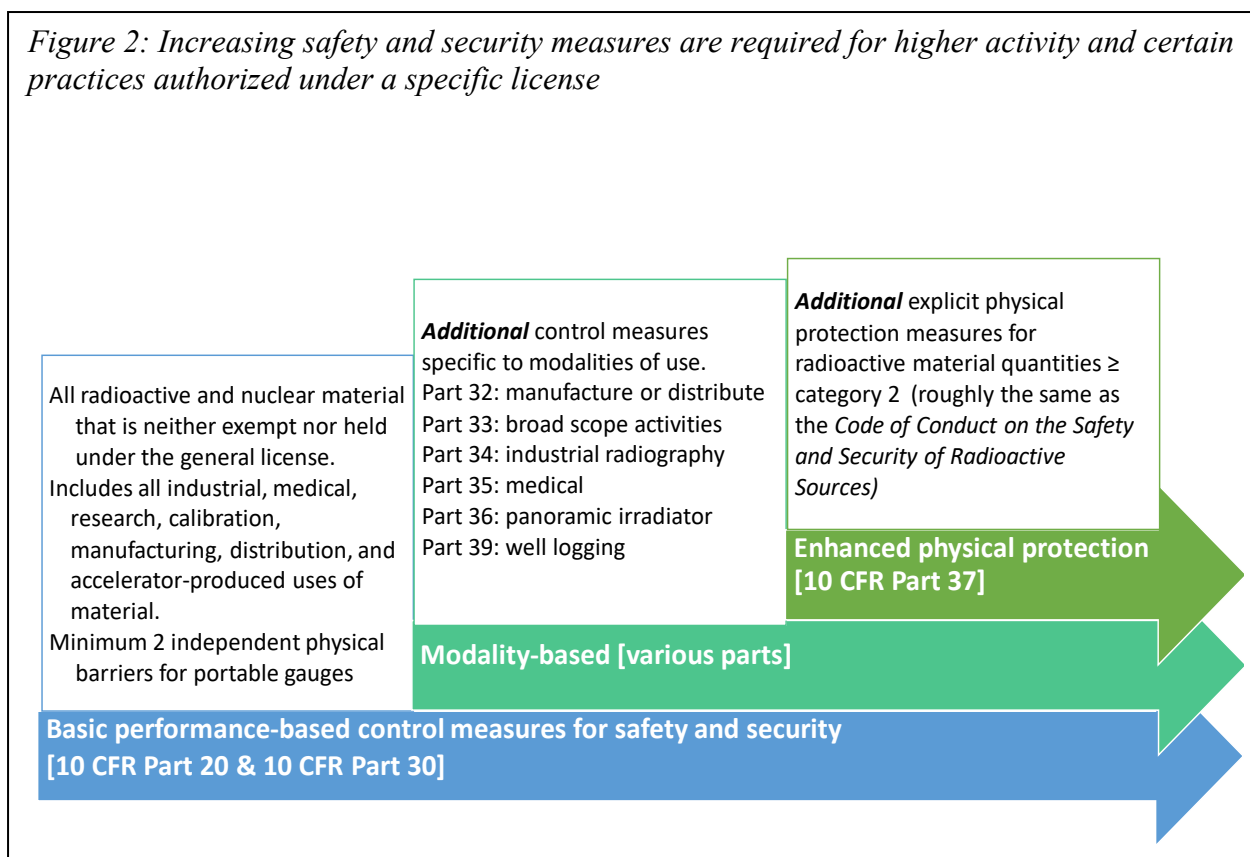 Figure 2: Increasing safety and security measures are required for higher activity and certain
practices authorized under a specific license
All radioactive and nuclear material
that is neither exempt nor held
under the general license.
Includes all industrial, medical,
research, calibration,
manufacturing, distribution, and
accelerator-produced uses of
material.
Minimum 2 independent physical
barriers for portable gauges
Basic performance-based control measures for safety and security
[10 CFR Part 20 & 10 CFR Part 30]
Additional control measures
specific to modalities of use.
Part 32: manufacture or distribute
Part 33: broad scope activities
Part 34: industrial radiography
Part 35: medical
Part 36: panoramic irradiator
Part 39: well logging
Modality-based [various parts]
Additional explicit physical
protection measures for
radioactive material quantities ≥
category 2 (roughly the same as
the Code of Conduct on the Safety
and Security of Radioactive
Sources)
Enhanced physical protection
[10 CFR Part 37]